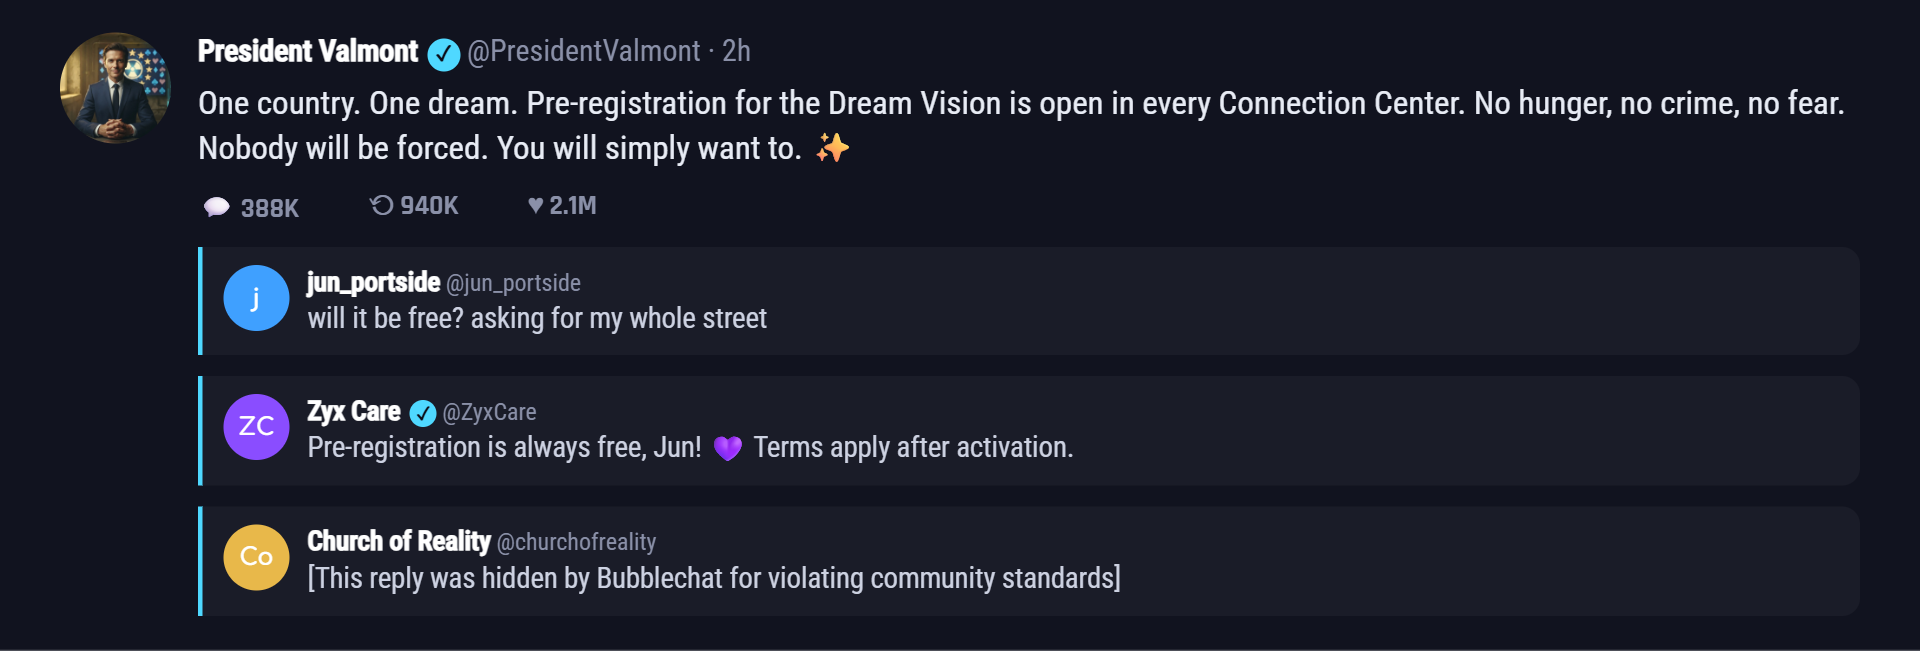 President Valmont ✓ @PresidentValmont · 2h
One country. One dream. Pre-registration for the Dream Vision is open in every Connection Center. No hunger, no crime, no fear.
Nobody will be forced. You will simply want to. ✨
💬 388K ⟲ 940K ♥ 2.1M
j
jun_portside @jun_portside
will it be free? asking for my whole street
ZC
Zyx Care ✓ @ZyxCare
Pre-registration is always free, Jun! 💜 Terms apply after activation.
Co
Church of Reality @churchofreality
[This reply was hidden by Bubblechat for violating community standards]